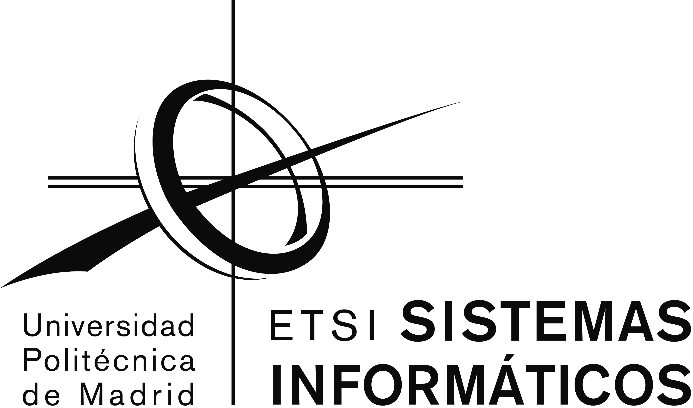 Universidad
Politécnica
de Madrid
ETSI SISTEMAS
INFORMÁTICOS